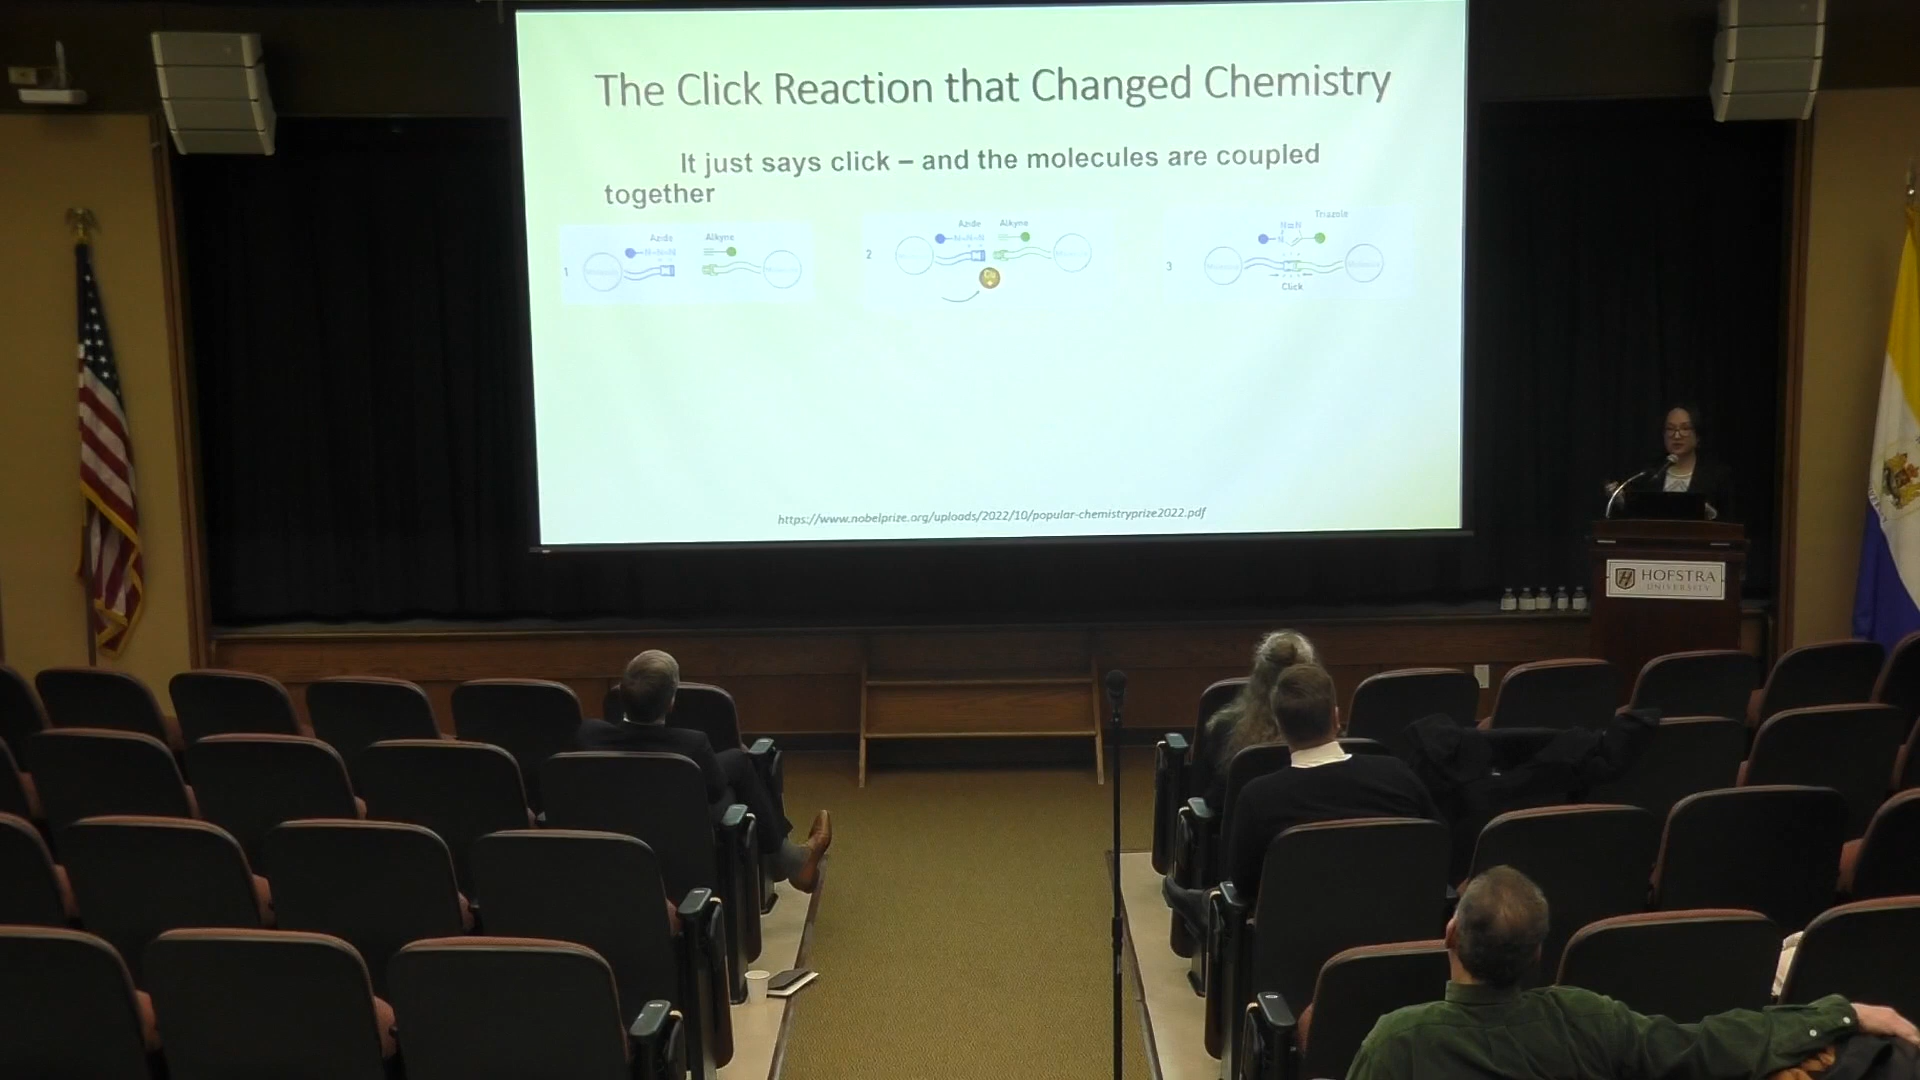 The Click Reaction that Changed Chemistry
It just says click – and the molecules are coupled
together
Azide
Alkyne
N=N=N
1
Azide
Alkyne
N=N=N
2
Cu
+
Triazole
N=N
N
3
Click
https://www.nobelprize.org/uploads/2022/10/popular-chemistryprize2022.pdf
HOFSTRA
UNIVERSITY